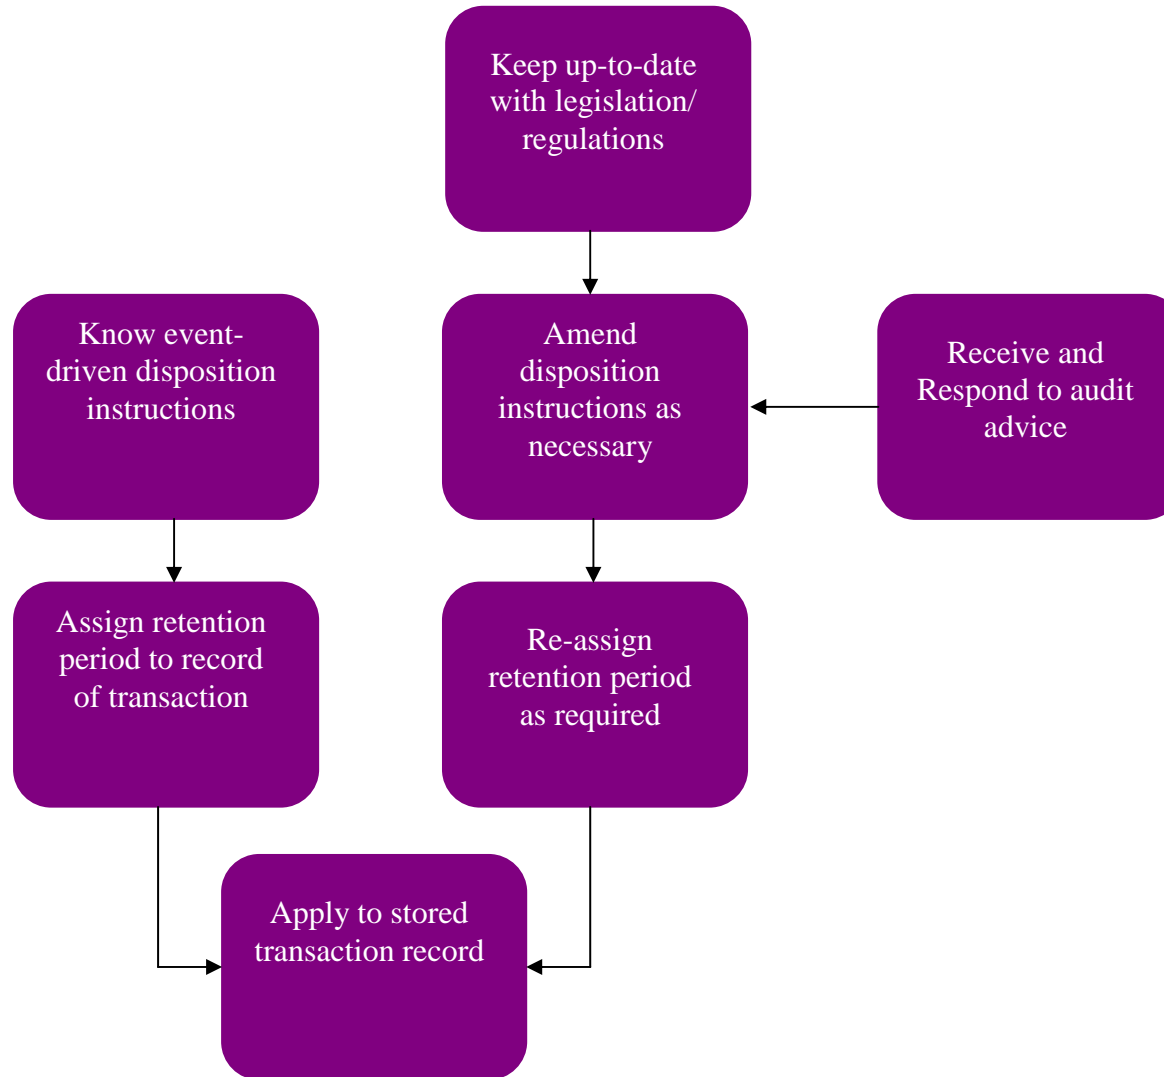 Keep up-to-date
with legislation/
regulations
Know event-
driven disposition
instructions
Amend
disposition
instructions as
necessary
Receive and
Respond to audit
advice
Assign retention
period to record
of transaction
Re-assign
retention period
as required
Apply to stored
transaction record